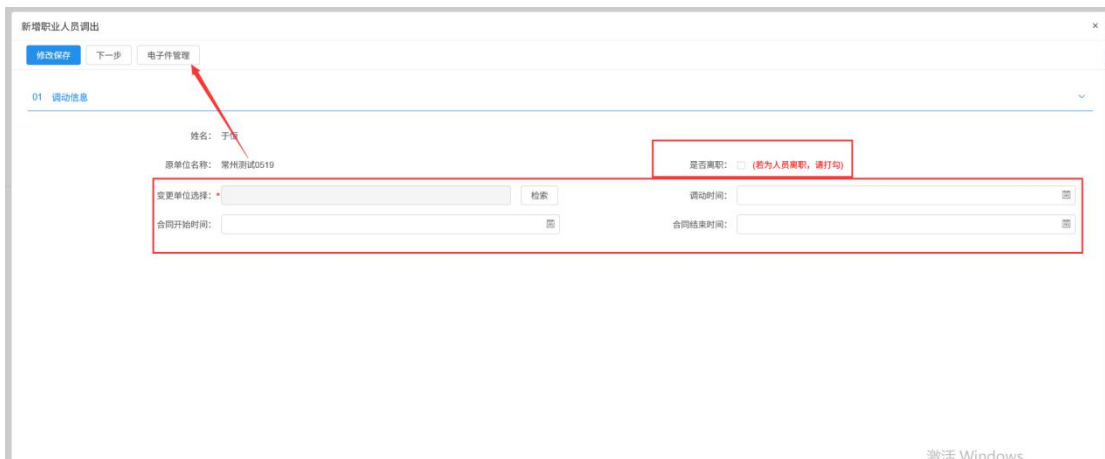 新增职业人员调出 ×
修改保存 下一步 电子件管理
01 调动信息
姓名: 于恒
原单位名称: 常州测试0519 是否离职: (若为人员离职，请打勾)
变更单位选择: * 检索 调动时间:
合同开始时间: 合同结束时间:
激活 Windows